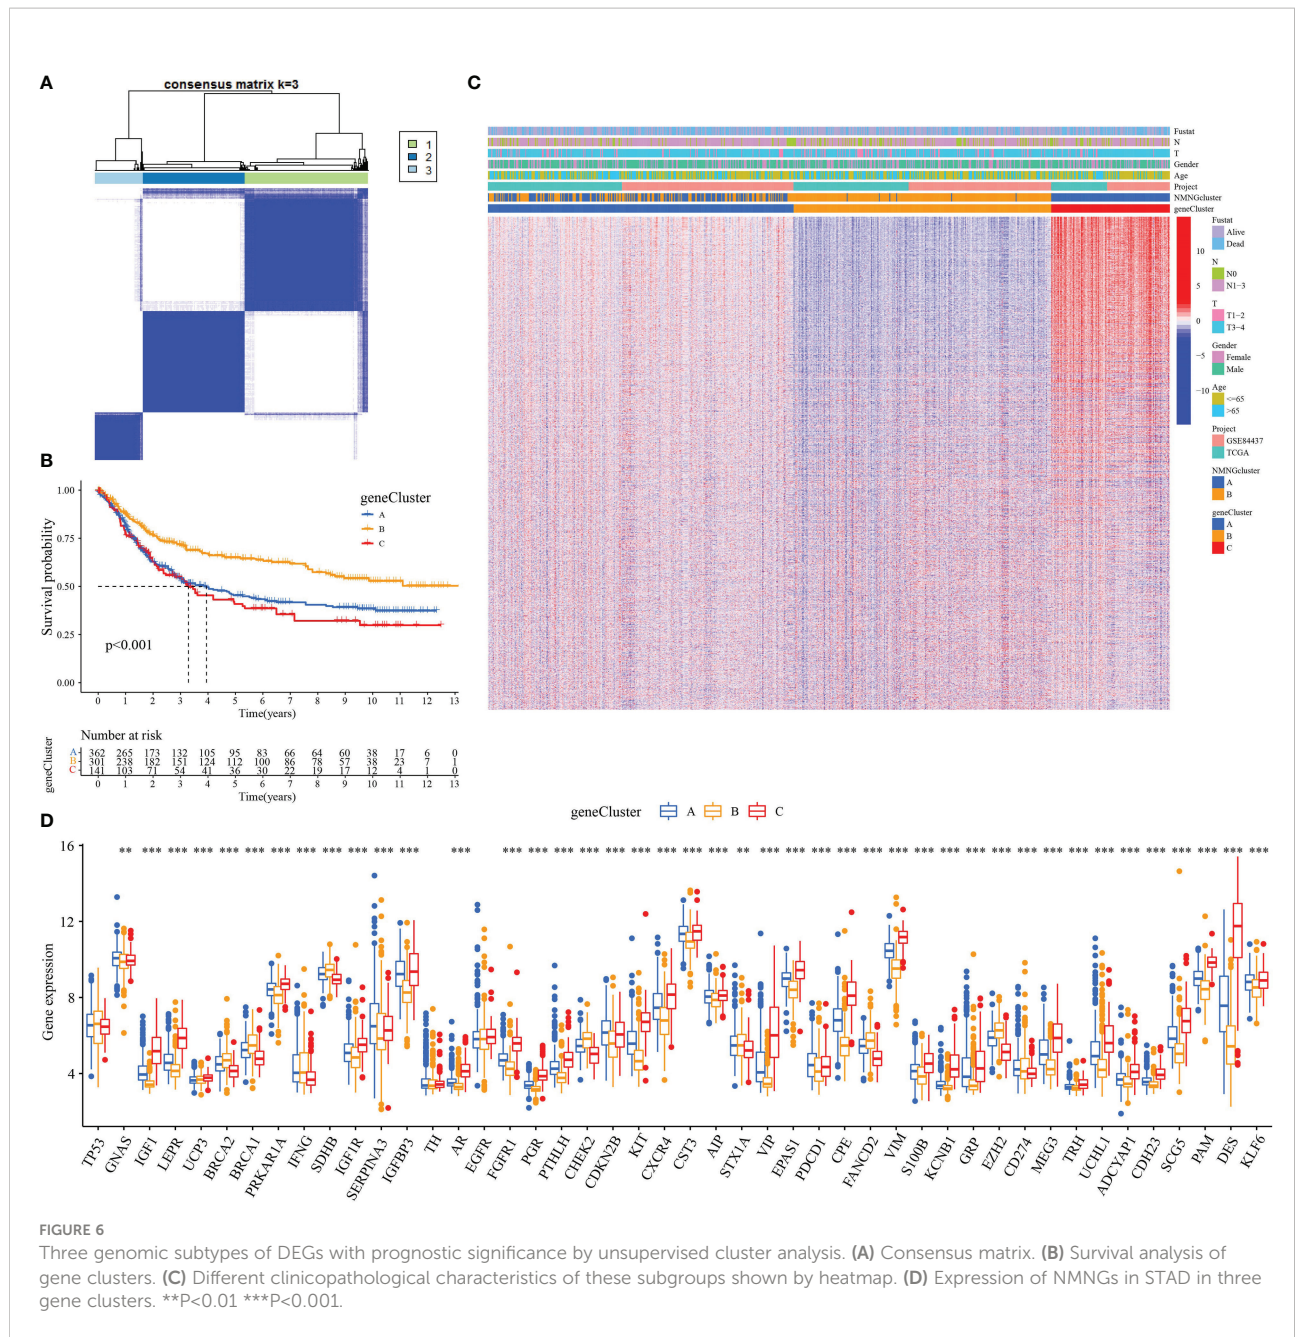 A
consensus matrix k=3
1
2
3
B
1.00
0.75
0.50
0.25
0.00
Survival probability
geneCluster
A
B
C
p<0.001
0 1 2 3 4 5 6 7 8 9 10 11 12 13
Time(years)
Number at risk
geneCluster
A 362 265 173 132 105 95 83 66 64 60 38 17 6 0
B 301 238 182 151 124 112 100 86 78 57 38 23 7 1
C 141 103 71 54 41 36 30 22 19 17 12 4 1 0
0 1 2 3 4 5 6 7 8 9 10 11 12 13
Time(years)
C
Fustat
N
T
Gender
Age
Project
NMNGcluster
geneCluster
10
5
0
−5
−10
Fustat
Alive
Dead
N
N0
N1−3
T
T1−2
T3−4
Gender
Female
Male
Age
<=65
>65
Project
GSE84437
TCGA
NMNGcluster
A
B
geneCluster
A
B
C
D
geneCluster A B C
** *** *** *** *** *** *** *** *** *** *** *** *** *** *** *** *** *** *** *** *** ** *** *** *** *** *** *** *** *** *** *** *** *** *** *** *** *** *** *** *** ***
16
12
8
4
Gene expression
TP53 GNAS IGF1 LEPR UCP3 BRCA2 BRCA1 PRKAR1A IFNG SDHB IGF1R SERPINA3 IGFBP3 TH AR EGFR FGFR1 PGR PTHLH CHEK2 CDKN2B KIT CXCR4 CST3 AIP STX1A VIP EPAS1 PDCD1 CPE FANCD2 VIM S100B KCNB1 GRP EZH2 CD274 MEG3 TRH UCHL1 ADCYAP1 CDH23 SCG5 PAM DES KLF6
FIGURE 6
Three genomic subtypes of DEGs with prognostic significance by unsupervised cluster analysis. (A) Consensus matrix. (B) Survival analysis of
gene clusters. (C) Different clinicopathological characteristics of these subgroups shown by heatmap. (D) Expression of NMNGs in STAD in three
gene clusters. **P<0.01 ***P<0.001.